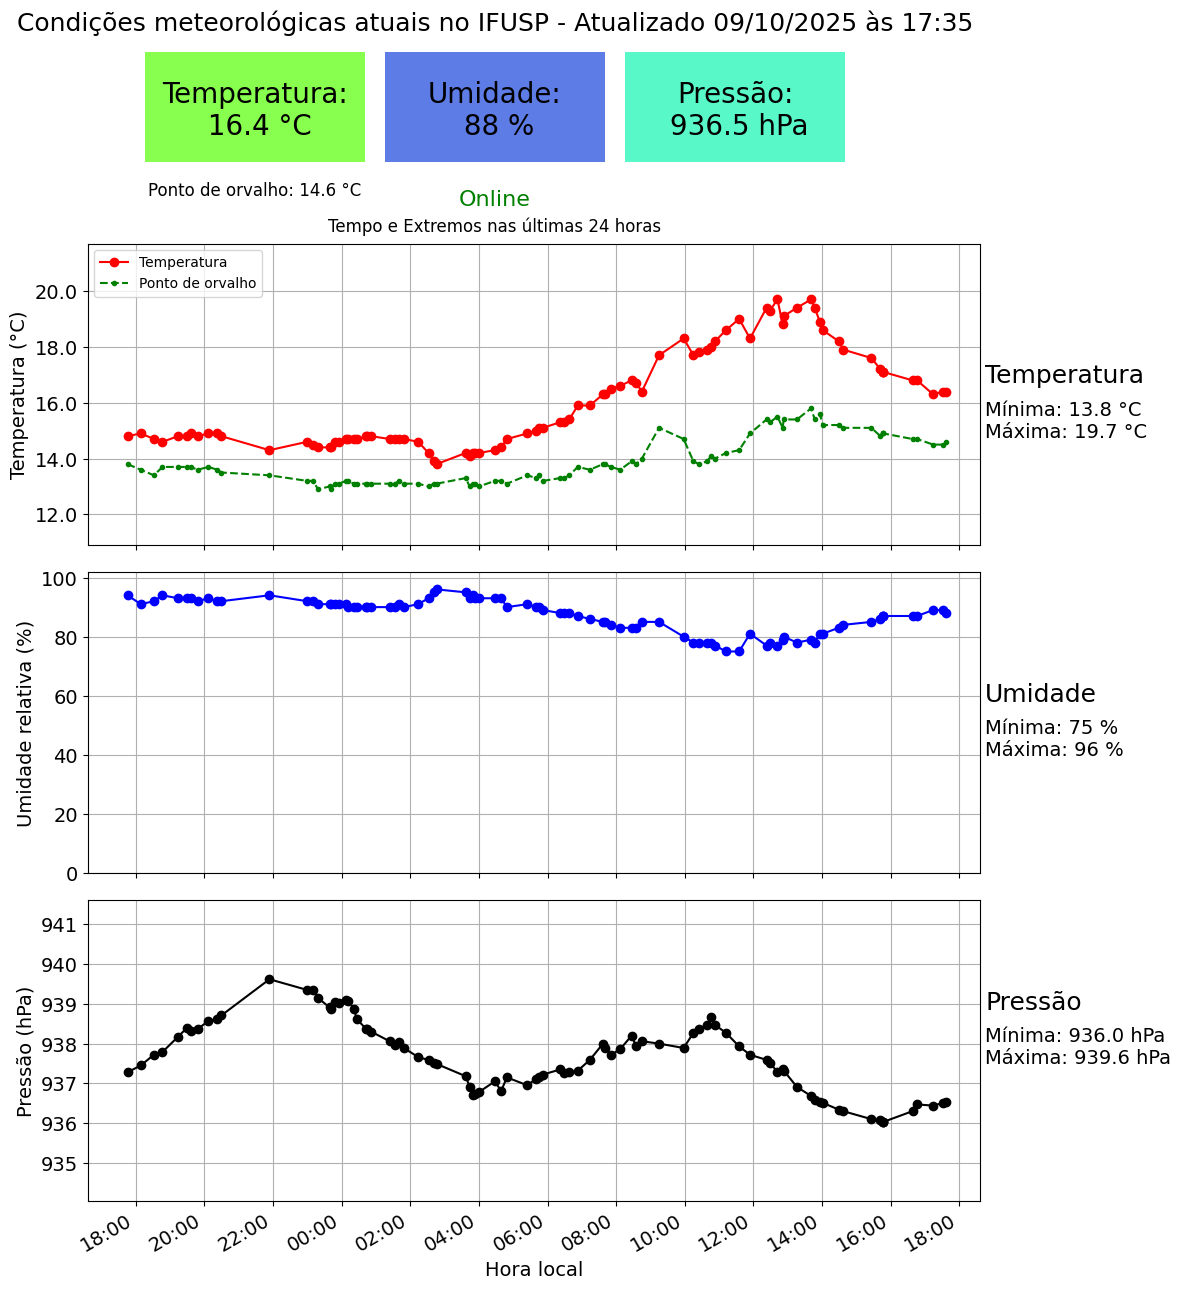 Condições meteorológicas atuais no IFUSP - Atualizado 09/10/2025 às 17:35
Temperatura:
16.4 °C
Umidade:
88 %
Pressão:
936.5 hPa
Ponto de orvalho: 14.6 °C
Online
Tempo e Extremos nas últimas 24 horas
Temperatura
Ponto de orvalho
Temperatura (°C)
20.0
18.0
16.0
14.0
12.0
Temperatura
Mínima: 13.8 °C
Máxima: 19.7 °C
Umidade relativa (%)
100
80
60
40
20
0
Umidade
Mínima: 75 %
Máxima: 96 %
Pressão (hPa)
941
940
939
938
937
936
935
Pressão
Mínima: 936.0 hPa
Máxima: 939.6 hPa
18:00
20:00
22:00
00:00
02:00
04:00
06:00
08:00
10:00
12:00
14:00
16:00
18:00
Hora local